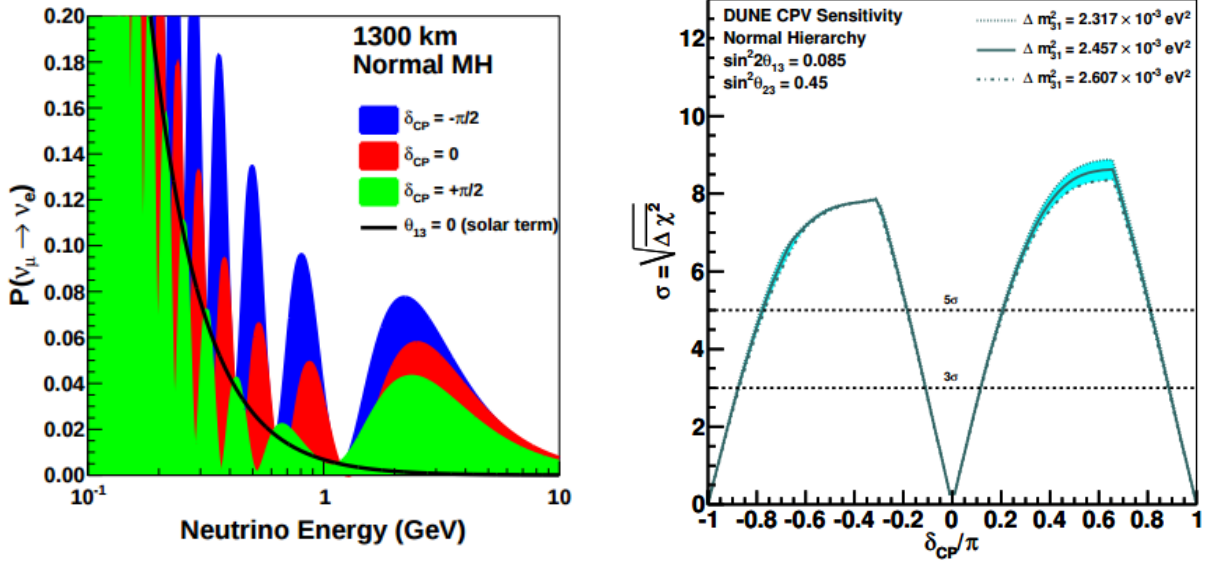 0.20
0.18
0.16
0.14
0.12
0.10
0.08
0.06
0.04
0.02
0.00
P(νμ → νe)
1300 km
Normal MH
δCP = -π/2
δCP = 0
δCP = +π/2
θ13 = 0 (solar term)
10⁻¹ 1 10
Neutrino Energy (GeV)
DUNE CPV Sensitivity
Normal Hierarchy
sin²2θ13 = 0.085
sin²θ23 = 0.45
Δ m²31 = 2.317 × 10⁻³ eV²
Δ m²31 = 2.457 × 10⁻³ eV²
Δ m²31 = 2.607 × 10⁻³ eV²
12
10
8
6
4
2
0
σ = √Δχ²
5σ
3σ
-1 -0.8 -0.6 -0.4 -0.2 0 0.2 0.4 0.6 0.8 1
δCP/π